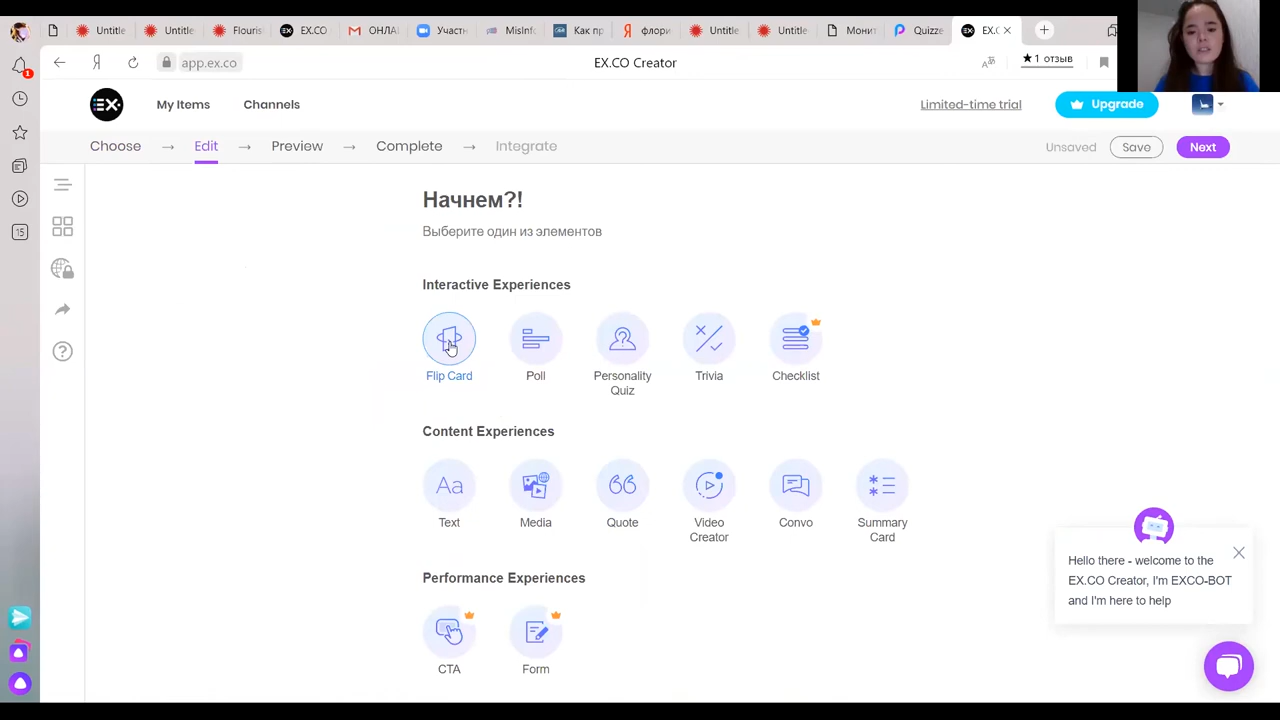 Untitle
Untitle
Flouris
EX.CO
ОНЛА
Участн
MisInfo
Как пр
флори
Untitle
Untitle
Монит
Quizze
EX.C
1
app.ex.co
EX.CO Creator
★ 1 отзыв
15
EX.
My Items
Channels
Limited-time trial
Upgrade
Choose → Edit → Preview → Complete → Integrate
Unsaved
Save
Next
Начнем?!
Выберите один из элементов
Interactive Experiences
Flip Card
Poll
Personality
Quiz
Trivia
Checklist
Content Experiences
Aa
Text
Media
Quote
Video
Creator
Convo
Summary
Card
Performance Experiences
CTA
Form
Hello there - welcome to the
EX.CO Creator, I'm EXCO-BOT
and I'm here to help